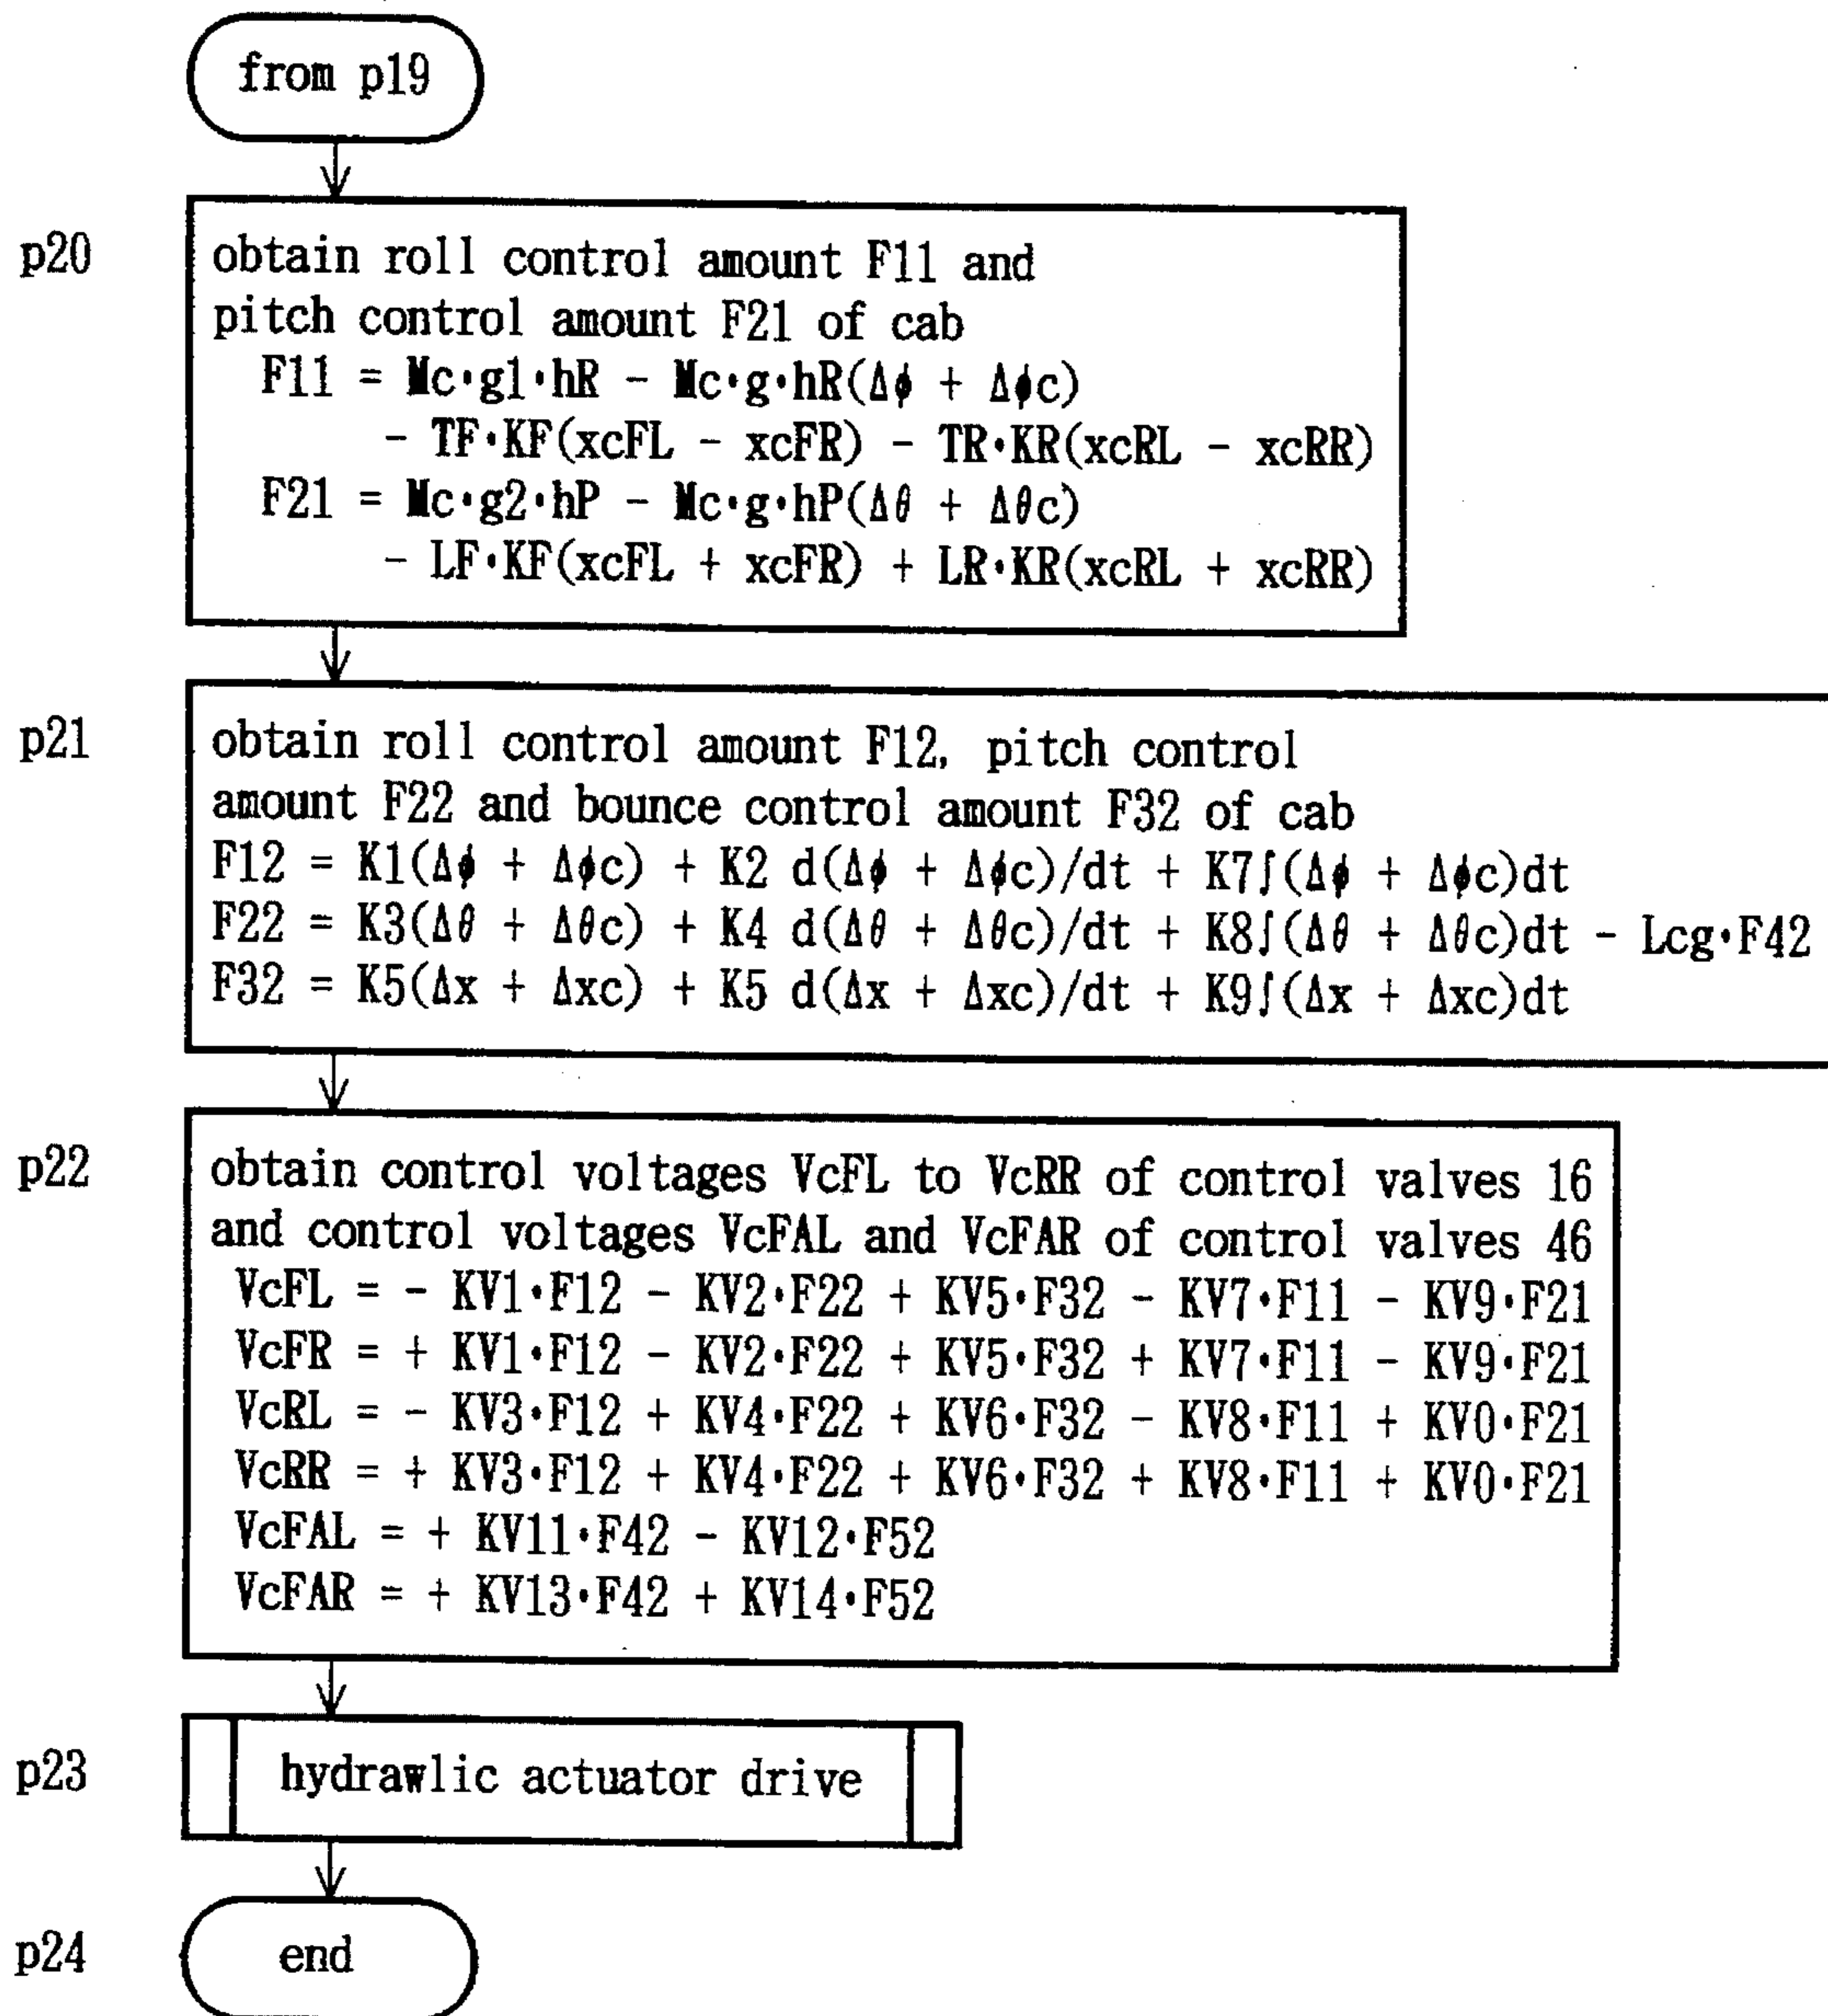 from p19
p20
obtain roll control amount F11 and
pitch control amount F21 of cab
F11 = Mc·g1·hR - Mc·g·hR(Δφ + Δφc)
- TF·KF(xcFL - xcFR) - TR·KR(xcRL - xcRR)
F21 = Mc·g2·hP - Mc·g·hP(Δθ + Δθc)
- LF·KF(xcFL + xcFR) + LR·KR(xcRL + xcRR)
p21
obtain roll control amount F12, pitch control
amount F22 and bounce control amount F32 of cab
F12 = K1(Δφ + Δφc) + K2 d(Δφ + Δφc)/dt + K7∫(Δφ + Δφc)dt
F22 = K3(Δθ + Δθc) + K4 d(Δθ + Δθc)/dt + K8∫(Δθ + Δθc)dt - Lcg·F42
F32 = K5(Δx + Δxc) + K5 d(Δx + Δxc)/dt + K9∫(Δx + Δxc)dt
p22
obtain control voltages VcFL to VcRR of control valves 16
and control voltages VcFAL and VcFAR of control valves 46
VcFL = - KV1·F12 - KV2·F22 + KV5·F32 - KV7·F11 - KV9·F21
VcFR = + KV1·F12 - KV2·F22 + KV5·F32 + KV7·F11 - KV9·F21
VcRL = - KV3·F12 + KV4·F22 + KV6·F32 - KV8·F11 + KV0·F21
VcRR = + KV3·F12 + KV4·F22 + KV6·F32 + KV8·F11 + KV0·F21
VcFAL = + KV11·F42 - KV12·F52
VcFAR = + KV13·F42 + KV14·F52
p23
hydrawlic actuator drive
p24
end